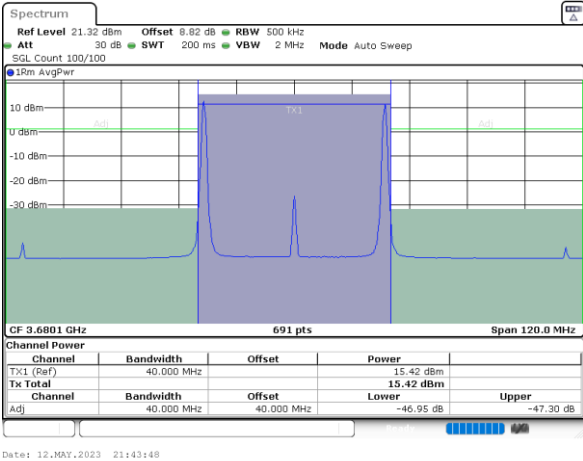 Spectrum
Ref Level 21.32 dBm Offset 8.82 dB RBW 500 kHz
Att 30 dB SWT 200 ms VBW 2 MHz Mode Auto Sweep
SGL Count 100/100
1Rm AvgPwr
10 dBm
TX1
Adj Adj
0 dBm
-10 dBm
-20 dBm
-30 dBm
CF 3.6801 GHz 691 pts Span 120.0 MHz
Channel Power
Channel Bandwidth Offset Power
TX1 (Ref) 40.000 MHz 15.42 dBm
Tx Total 15.42 dBm
Channel Bandwidth Offset Lower Upper
Adj 40.000 MHz 40.000 MHz -46.95 dB -47.30 dB
Ready
Date: 12.MAY.2023 21:43:48